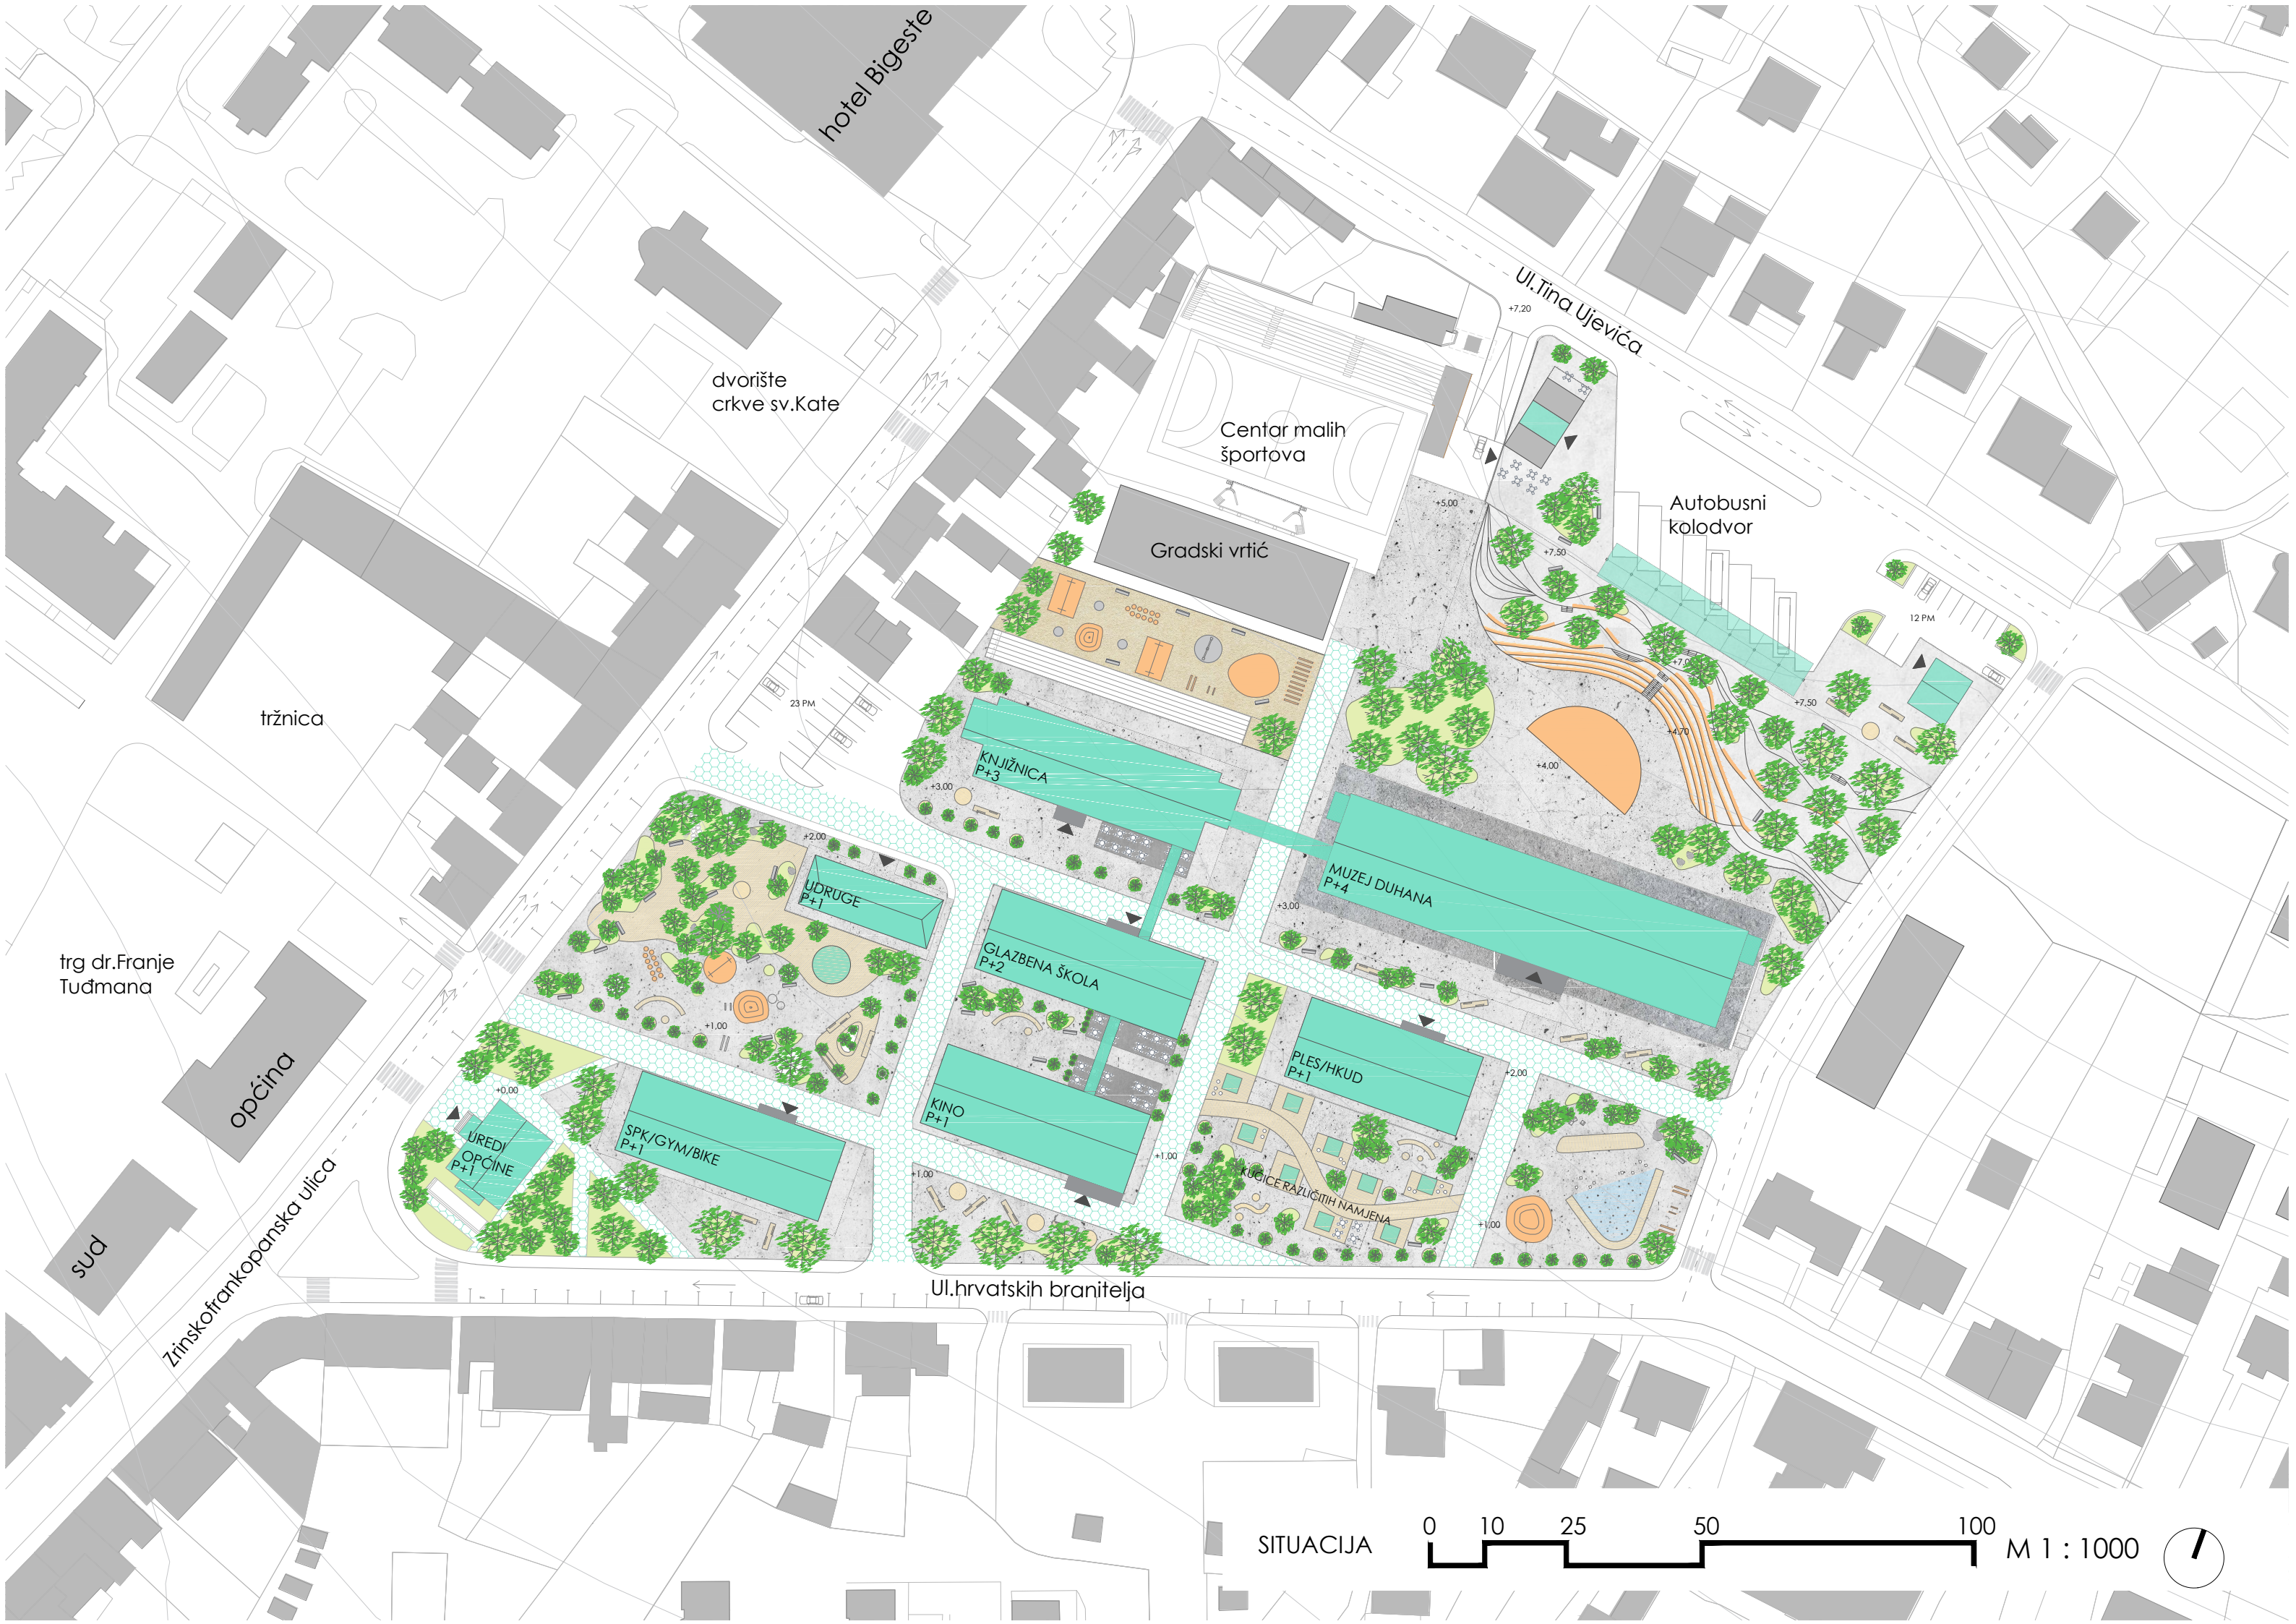 hotel Bigeste
Ul.Tina Ujevića
+7,20
dvorište
crkve sv.Kate
Centar malih
športova
+5,00
Autobusni
kolodvor
Gradski vrtić
+7,50
12 PM
tržnica
23 PM
+7,50
+4,70
+4,00
KNJIŽNICA
P+3
+3,00
+2,00
MUZEJ DUHANA
P+4
+3,00
UDRUGE
P+1
trg dr.Franje
Tuđmana
GLAZBENA ŠKOLA
P+2
+1,00
općina
+0,00
PLES/HKUD
P+1
+2,00
KINO
P+1
SPK/GYM/BIKE
P+1
UREDI
OPĆINE
P+1
+1,00
+1,00
KUĆICE RAZLIČITIH NAMJENA
+1,00
sud
Zrinskofrankopanska ulica
Ul.hrvatskih branitelja
SITUACIJA
0 10 25 50 100
M 1 : 1000